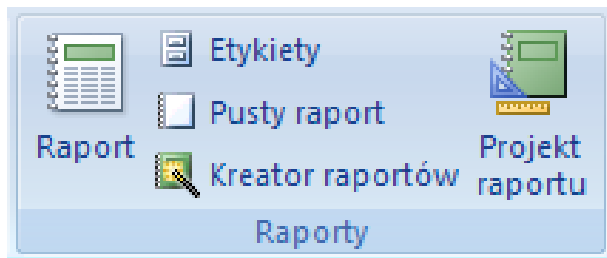 Raport
Etykiety
Pusty raport
Kreator raportów
Projekt
raportu
Raporty